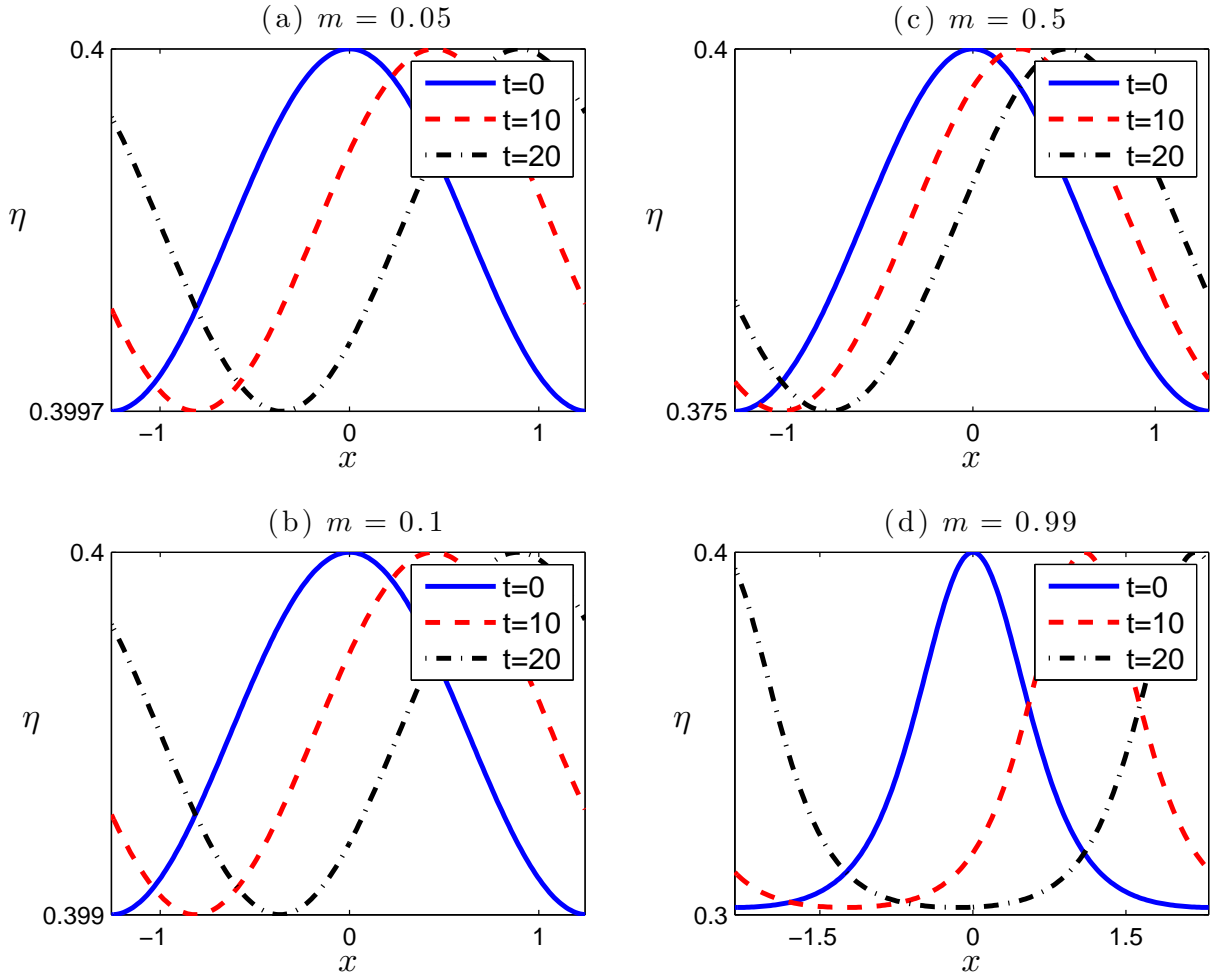 (a) m = 0.05
0.4
t=0
t=10
t=20
η
0.3997
−1 0 1
x
(c) m = 0.5
0.4
t=0
t=10
t=20
η
0.375
−1 0 1
x
(b) m = 0.1
0.4
t=0
t=10
t=20
η
0.399
−1 0 1
x
(d) m = 0.99
0.4
t=0
t=10
t=20
η
0.3
−1.5 0 1.5
x